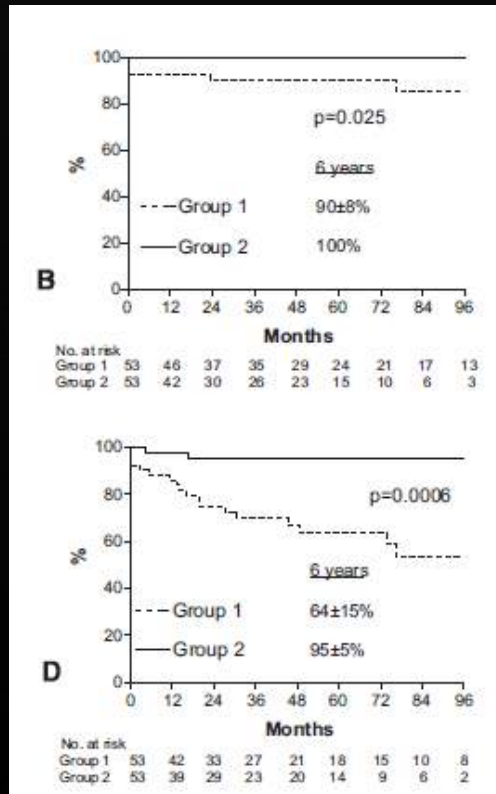 100
80
60
40
20
0
%
p=0.025
6 years
Group 1 90±8%
Group 2 100%
B
0 12 24 36 48 60 72 84 96
Months
No. at risk
Group 1 53 46 37 35 29 24 21 17 13
Group 2 53 42 30 26 23 15 10 6 3
100
80
60
40
20
0
%
p=0.0006
6 years
Group 1 64±15%
Group 2 95±5%
D
0 12 24 36 48 60 72 84 96
Months
No. at risk
Group 1 53 42 33 27 21 18 15 10 8
Group 2 53 39 29 23 20 14 9 6 2